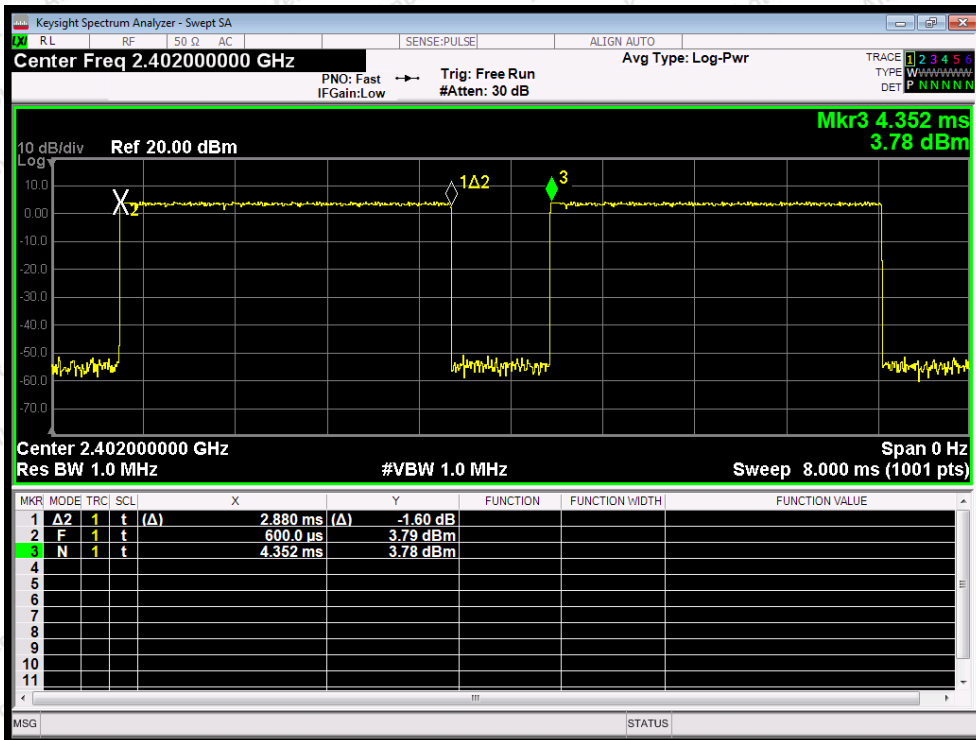 Keysight Spectrum Analyzer - Swept SA
LXI RL RF 50 Ω AC SENSE:PULSE ALIGN AUTO
Center Freq 2.402000000 GHz
PNO: Fast
IFGain:Low
Trig: Free Run
#Atten: 30 dB
Avg Type: Log-Pwr
TRACE 1 2 3 4 5 6
TYPE WWWWWW
DET P N N N N N
Mkr3 4.352 ms
3.78 dBm
10 dB/div Ref 20.00 dBm
Log
10.0
0.00
-10.0
-20.0
-30.0
-40.0
-50.0
-60.0
-70.0
2
1Δ2
3
Center 2.402000000 GHz Span 0 Hz
Res BW 1.0 MHz #VBW 1.0 MHz Sweep 8.000 ms (1001 pts)
MKR MODE TRC SCL X Y FUNCTION FUNCTION WIDTH FUNCTION VALUE
1 Δ2 1 t (Δ) 2.880 ms (Δ) -1.60 dB
2 F 1 t 600.0 µs 3.79 dBm
3 N 1 t 4.352 ms 3.78 dBm
4
5
6
7
8
9
10
11
MSG STATUS